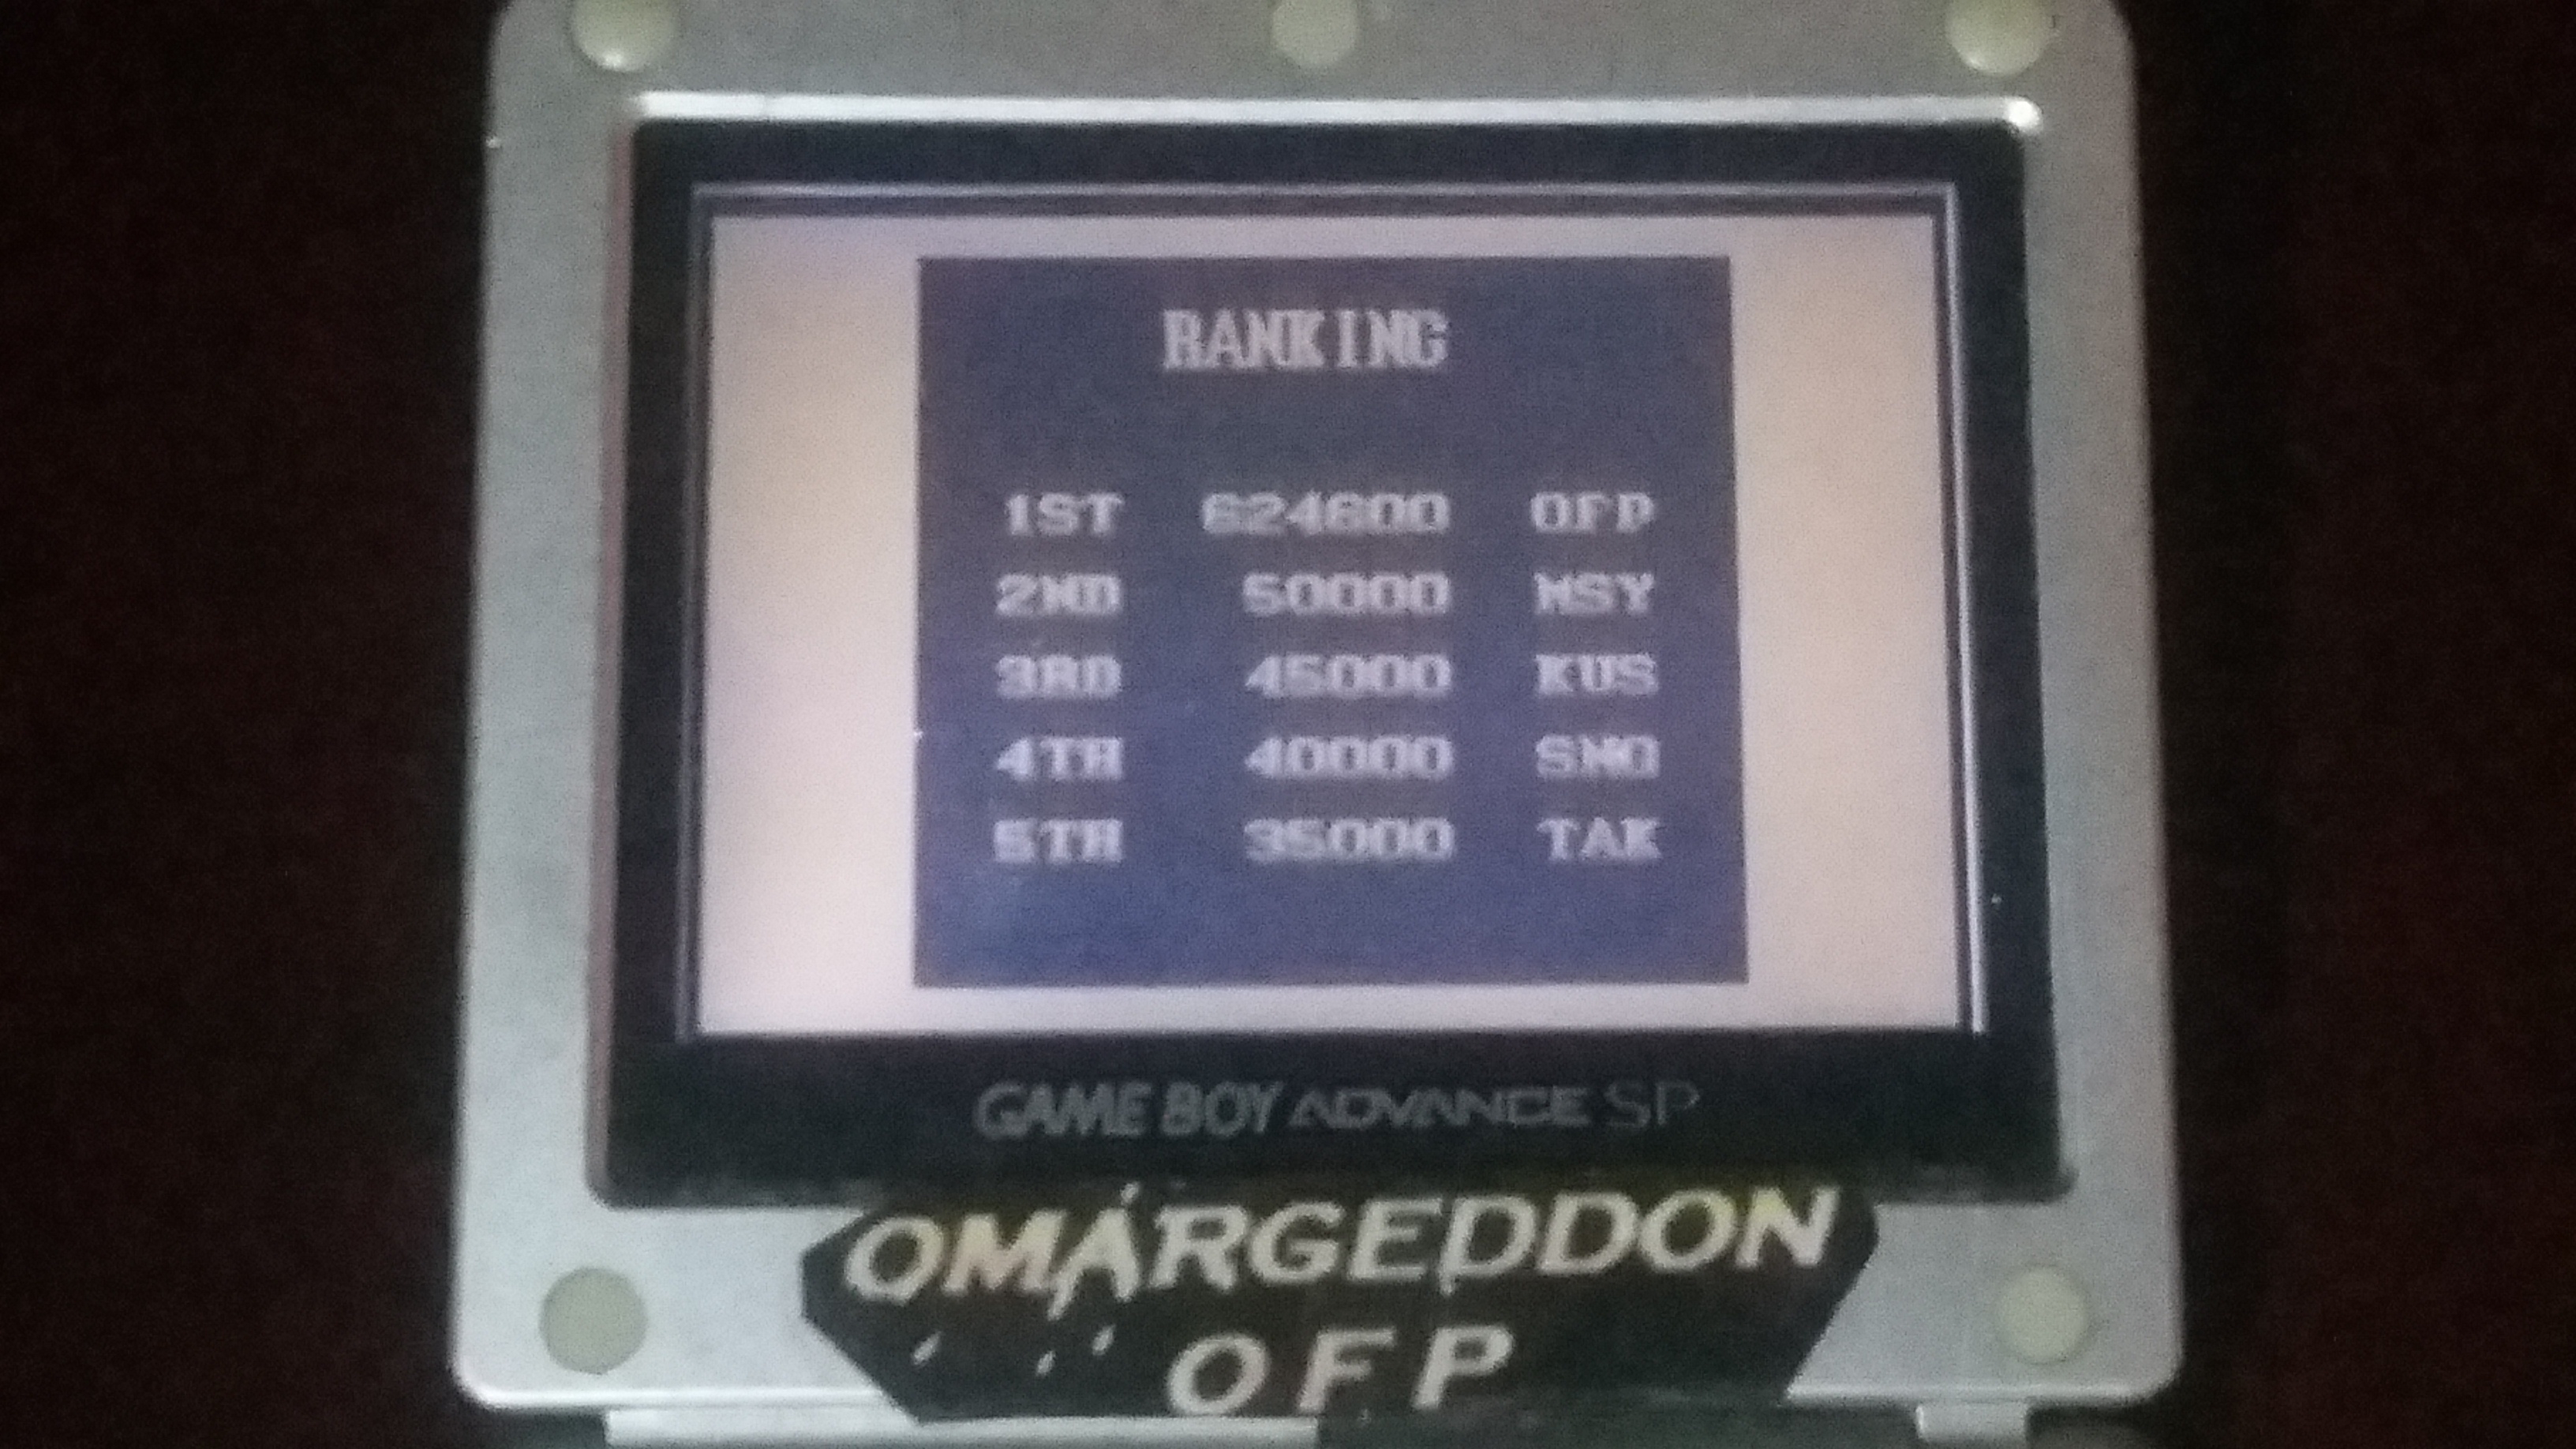 RANKING
1ST 624600 OFP
2ND 50000 MSY
3RD 45000 KUS
4TH 40000 SNO
5TH 35000 TAK
GAME BOY ADVANCE SP
OMARGEDDON
OFP